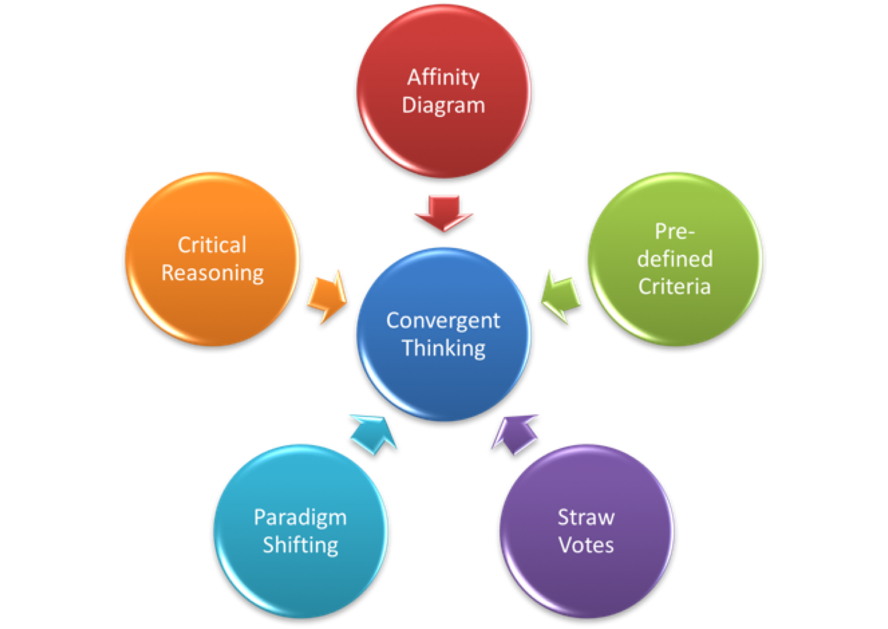 Affinity
Diagram
Critical
Reasoning
Pre-
defined
Criteria
Convergent
Thinking
Paradigm
Shifting
Straw
Votes